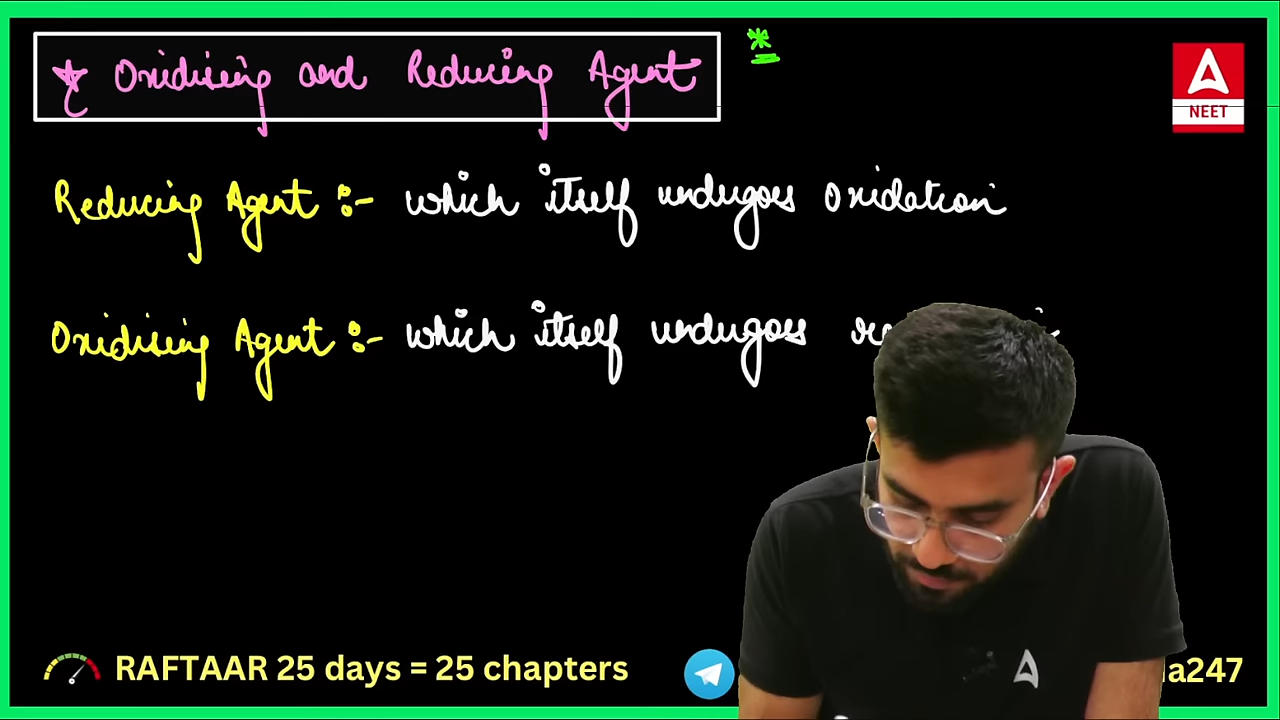 * Oxidising and Reducing Agent *
NEET
Reducing Agent :- which itself undergoes oxidation
Oxidising Agent :- which itself undergoes
RAFTAAR 25 days = 25 chapters
a247